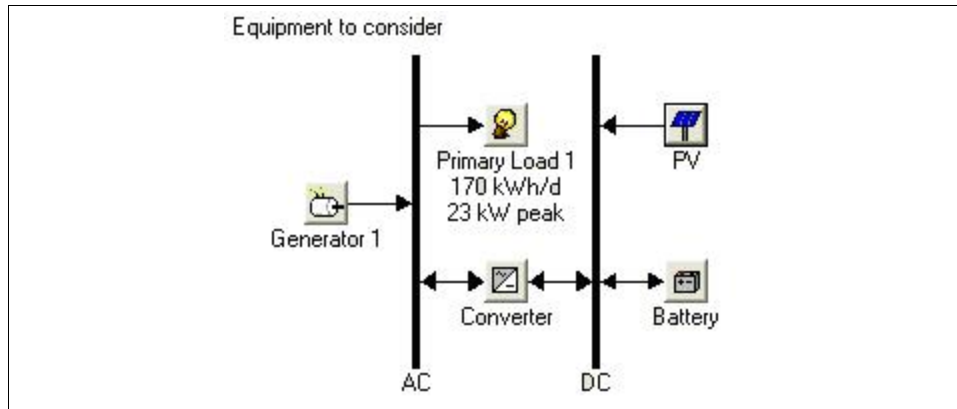 Equipment to consider
Primary Load 1
170 kWh/d
23 kW peak
PV
Generator 1
Converter
Battery
AC
DC